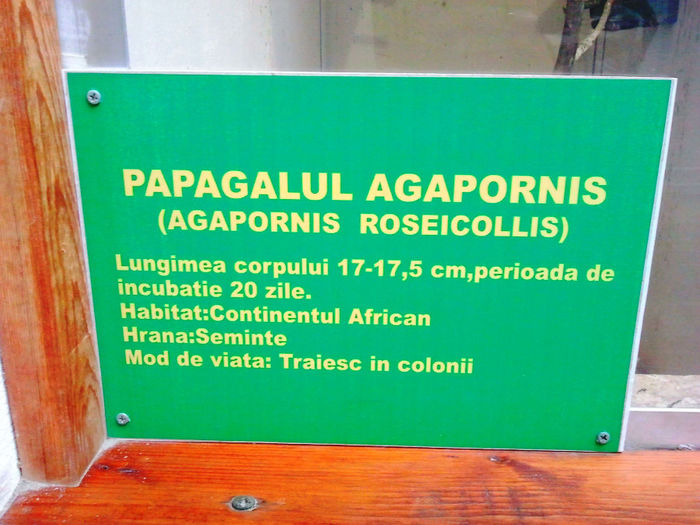 PAPAGALUL AGAPORNIS
(AGAPORNIS ROSEICOLLIS)
Lungimea corpului 17-17,5 cm,perioada de
incubatie 20 zile.
Habitat:Continentul African
Hrana:Seminte
Mod de viata: Traiesc in colonii